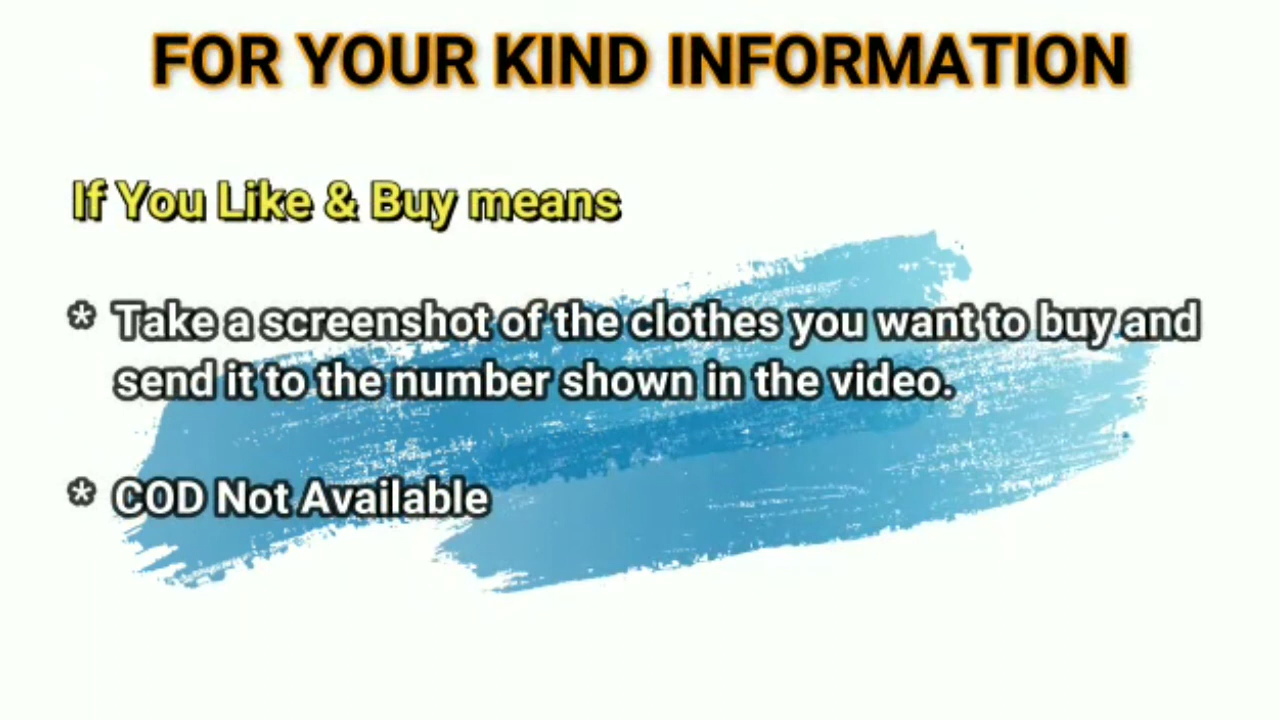 FOR YOUR KIND INFORMATION
If You Like & Buy means
* Take a screenshot of the clothes you want to buy and
send it to the number shown in the video.
* COD Not Available